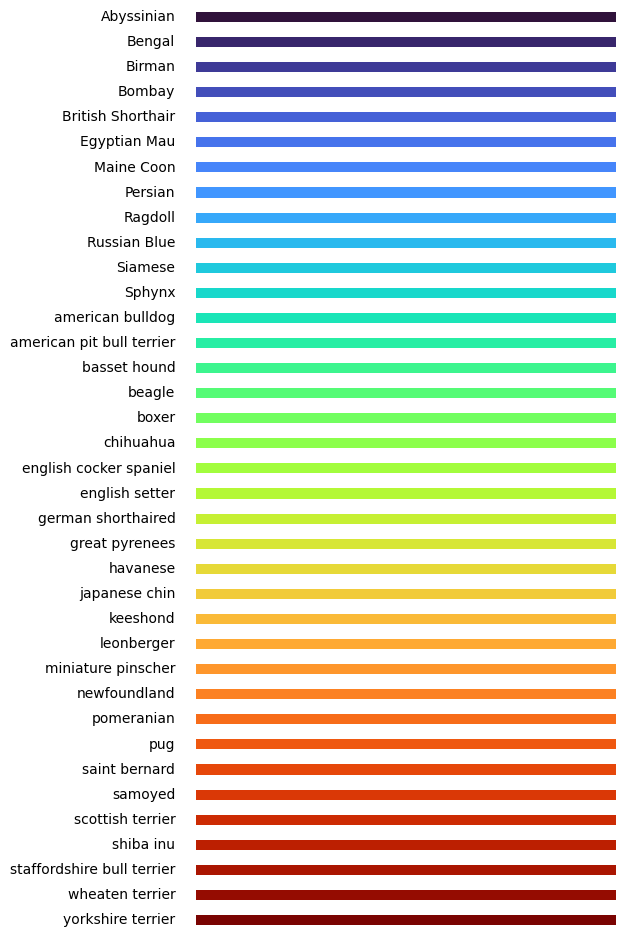 Abyssinian
Bengal
Birman
Bombay
British Shorthair
Egyptian Mau
Maine Coon
Persian
Ragdoll
Russian Blue
Siamese
Sphynx
american bulldog
american pit bull terrier
basset hound
beagle
boxer
chihuahua
english cocker spaniel
english setter
german shorthaired
great pyrenees
havanese
japanese chin
keeshond
leonberger
miniature pinscher
newfoundland
pomeranian
pug
saint bernard
samoyed
scottish terrier
shiba inu
staffordshire bull terrier
wheaten terrier
yorkshire terrier